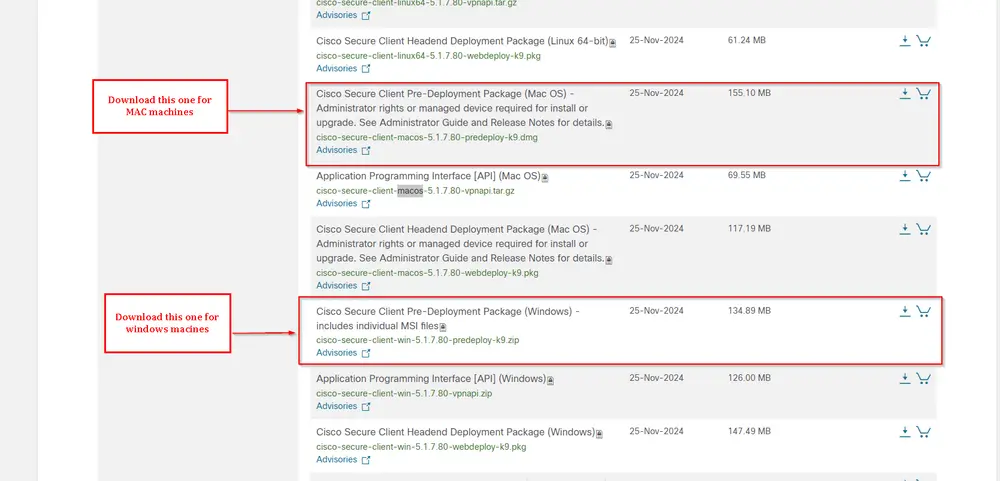 cisco-secure-client-linux64-5.1.7.80-vpnapi.tar.gz
Advisories
Cisco Secure Client Headend Deployment Package (Linux 64-bit) 25-Nov-2024 61.24 MB
cisco-secure-client-linux64-5.1.7.80-webdeploy-k9.pkg
Advisories
Download this one for
MAC machines
Cisco Secure Client Pre-Deployment Package (Mac OS) - 25-Nov-2024 155.10 MB
Administrator rights or managed device required for install or
upgrade. See Administrator Guide and Release Notes for details.
cisco-secure-client-macos-5.1.7.80-predeploy-k9.dmg
Advisories
Application Programming Interface [API] (Mac OS) 25-Nov-2024 69.55 MB
cisco-secure-client-macos-5.1.7.80-vpnapi.tar.gz
Advisories
Cisco Secure Client Headend Deployment Package (Mac OS) - 25-Nov-2024 117.19 MB
Administrator rights or managed device required for install or
upgrade. See Administrator Guide and Release Notes for details.
cisco-secure-client-macos-5.1.7.80-webdeploy-k9.pkg
Advisories
Download this one for
windows macines
Cisco Secure Client Pre-Deployment Package (Windows) - 25-Nov-2024 134.89 MB
includes individual MSI files
cisco-secure-client-win-5.1.7.80-predeploy-k9.zip
Advisories
Application Programming Interface [API] (Windows) 25-Nov-2024 126.00 MB
cisco-secure-client-win-5.1.7.80-vpnapi.zip
Advisories
Cisco Secure Client Headend Deployment Package (Windows) 25-Nov-2024 147.49 MB
cisco-secure-client-win-5.1.7.80-webdeploy-k9.pkg
Advisories